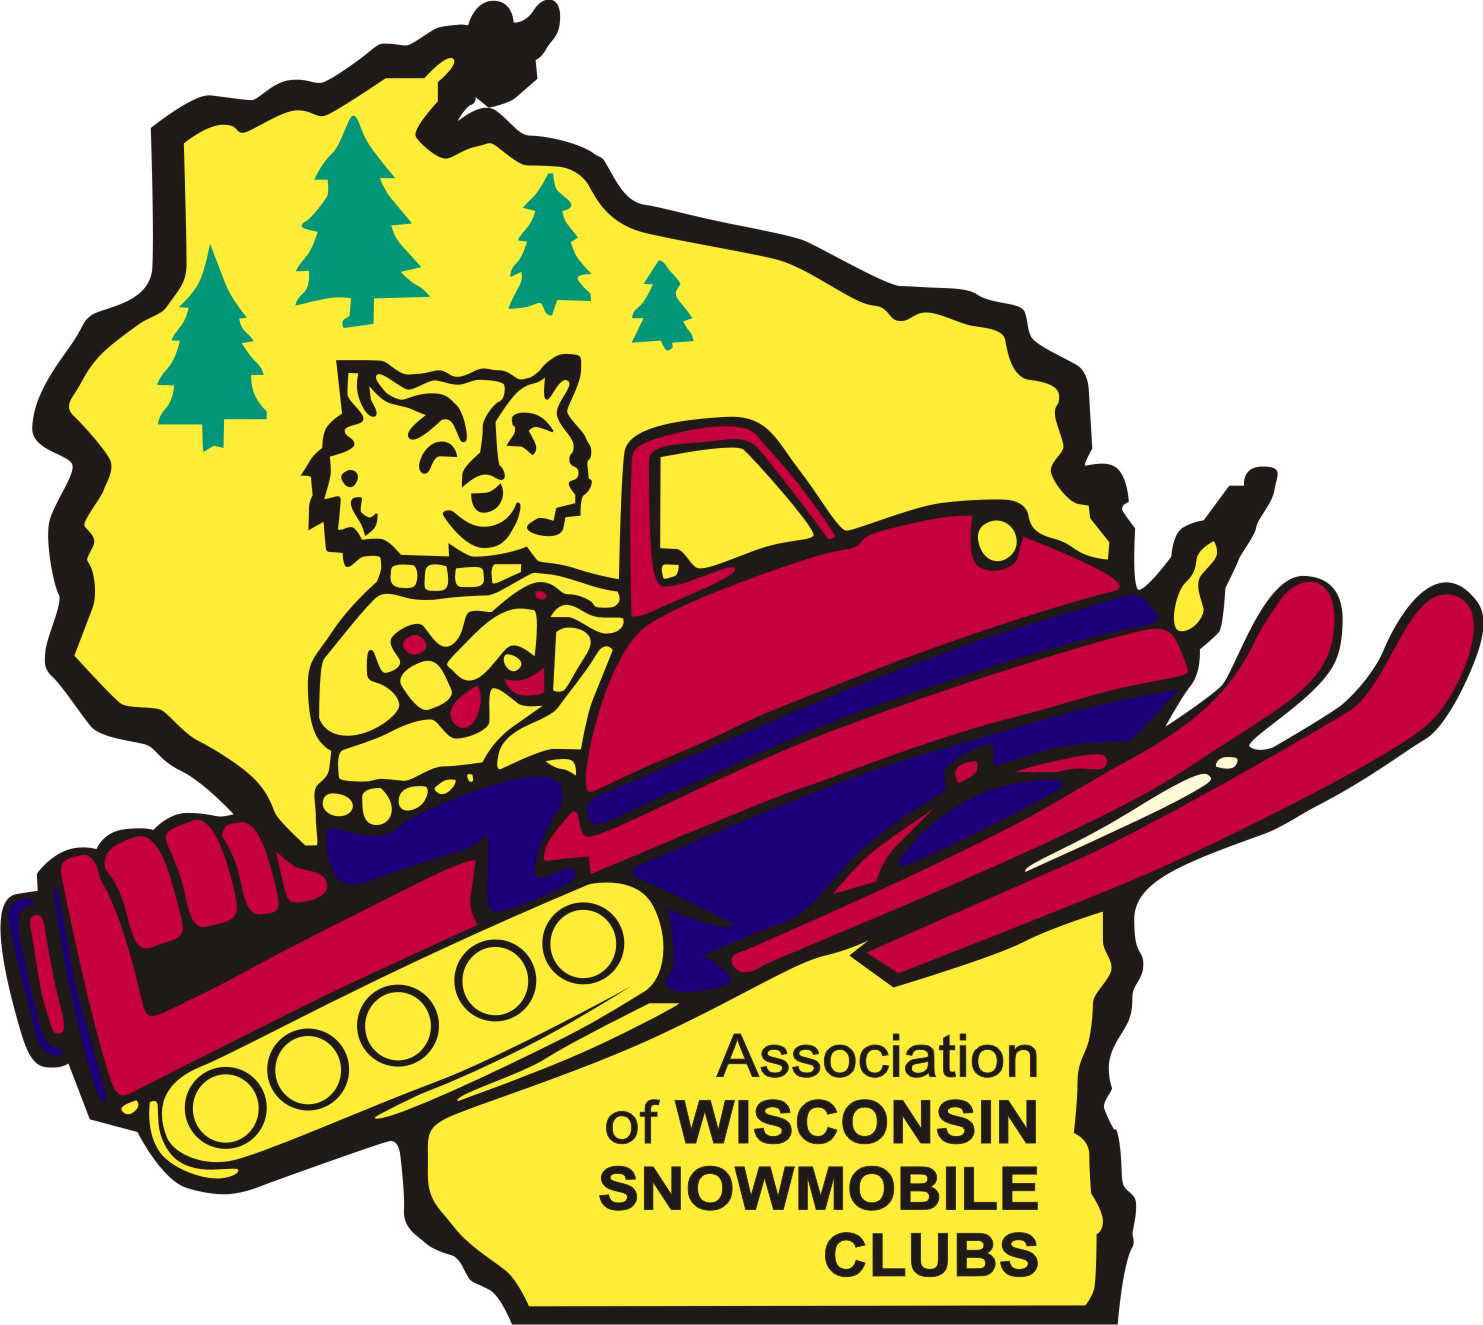 Association
of WISCONSIN
SNOWMOBILE
CLUBS